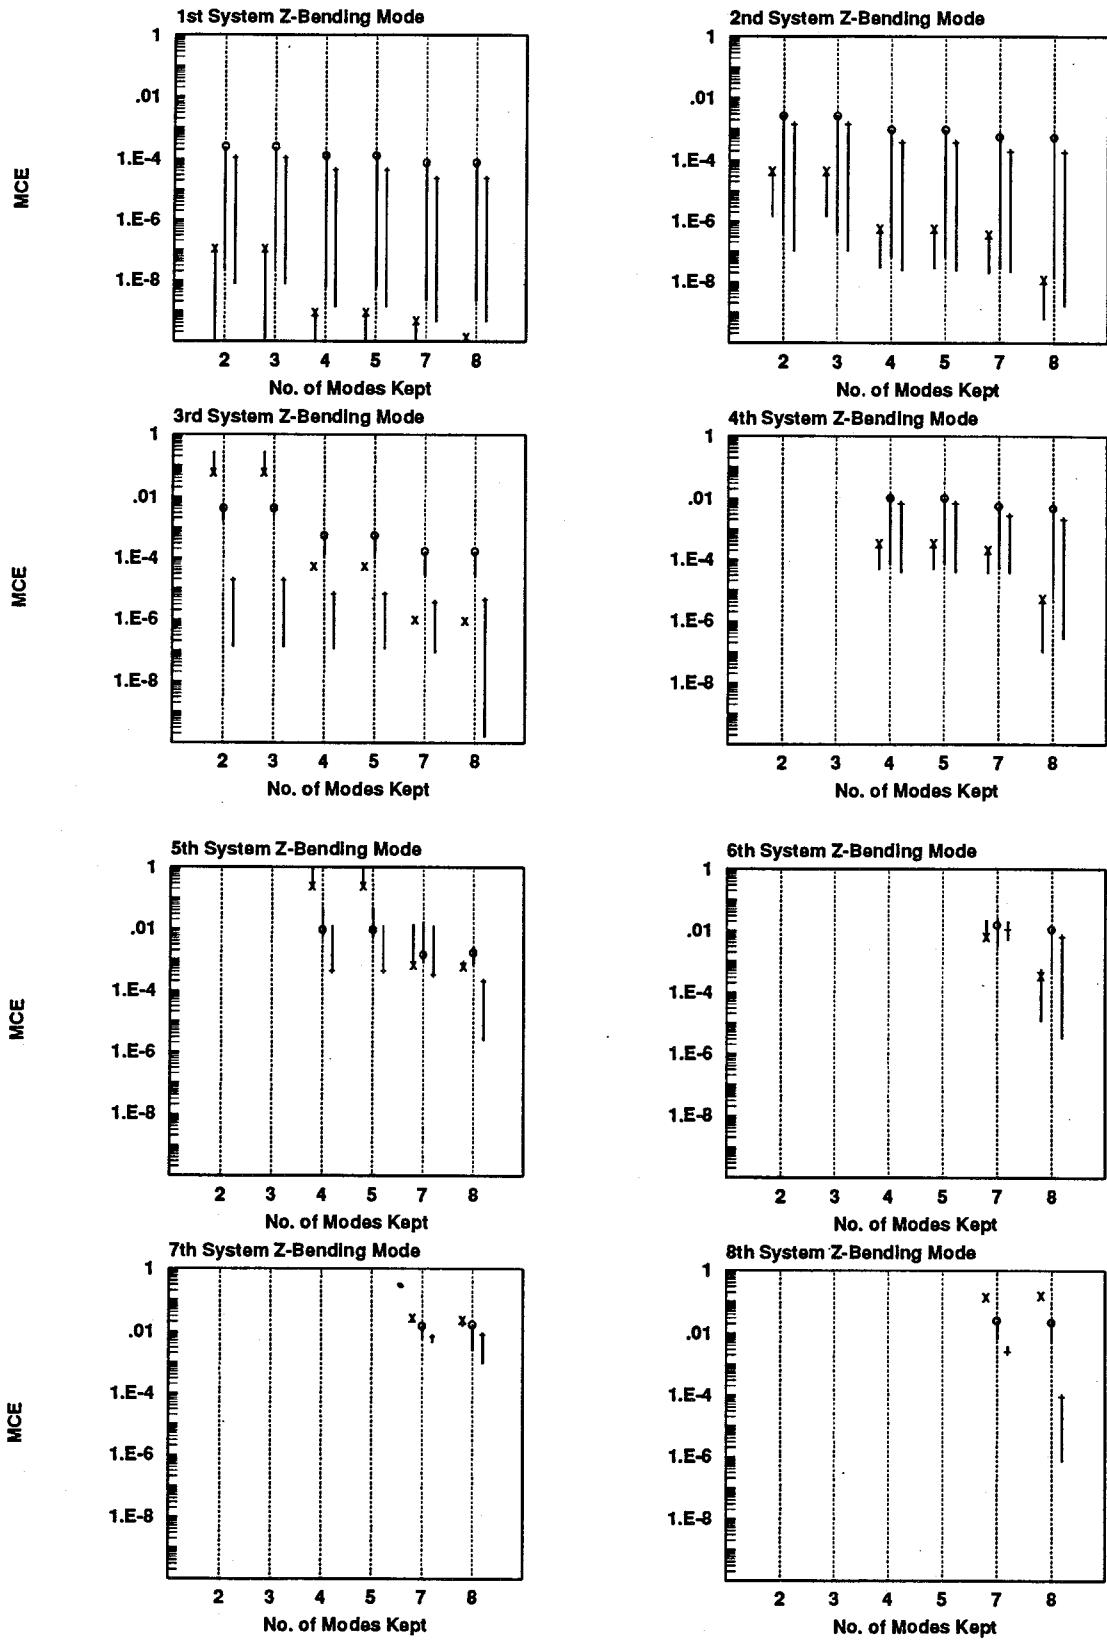 1st System Z-Bending Mode
1
.01
1.E-4
1.E-6
1.E-8
MCE
2 3 4 5 7 8
No. of Modes Kept
2nd System Z-Bending Mode
1
.01
1.E-4
1.E-6
1.E-8
2 3 4 5 7 8
No. of Modes Kept
3rd System Z-Bending Mode
1
.01
1.E-4
1.E-6
1.E-8
MCE
2 3 4 5 7 8
No. of Modes Kept
4th System Z-Bending Mode
1
.01
1.E-4
1.E-6
1.E-8
2 3 4 5 7 8
No. of Modes Kept
5th System Z-Bending Mode
1
.01
1.E-4
1.E-6
1.E-8
MCE
2 3 4 5 7 8
No. of Modes Kept
6th System Z-Bending Mode
1
.01
1.E-4
1.E-6
1.E-8
2 3 4 5 7 8
No. of Modes Kept
7th System Z-Bending Mode
1
.01
1.E-4
1.E-6
1.E-8
MCE
2 3 4 5 7 8
No. of Modes Kept
8th System Z-Bending Mode
1
.01
1.E-4
1.E-6
1.E-8
2 3 4 5 7 8
No. of Modes Kept